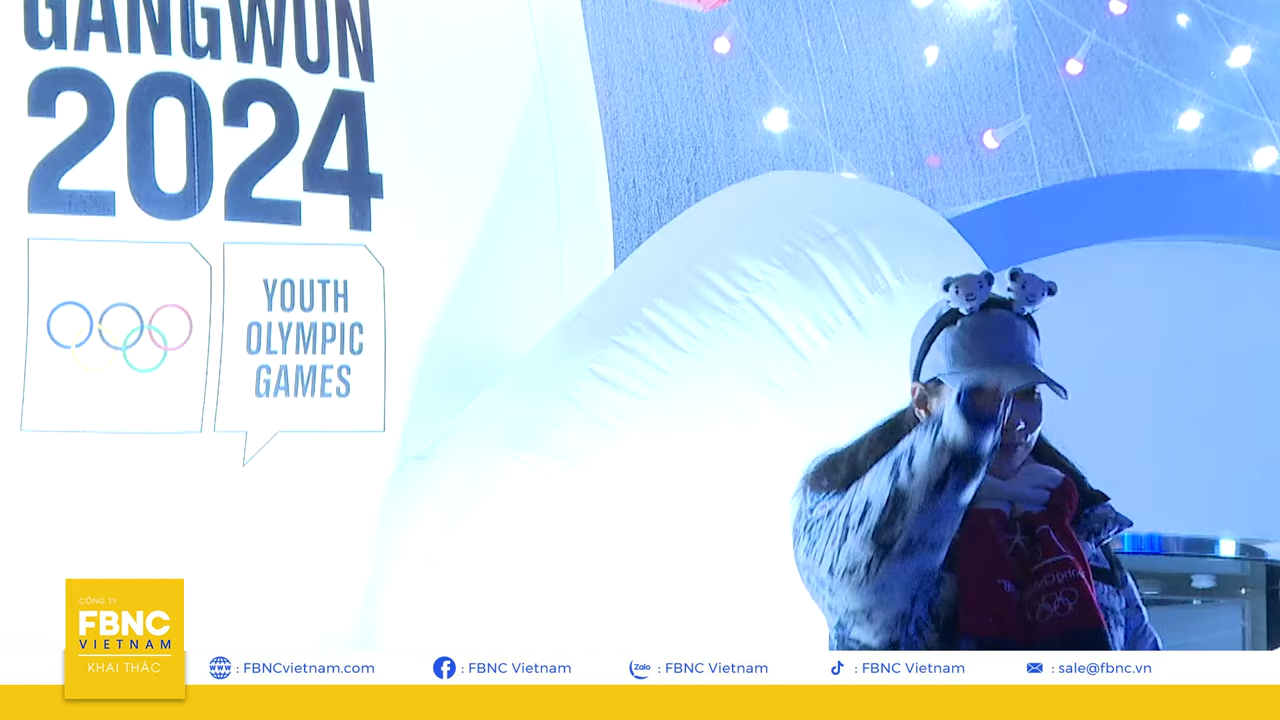 GANGWON
2024
YOUTH
OLYMPIC
GAMES
CÔNG TY
FBNC
VIETNAM
KHAI THÁC
: FBNCvietnam.com
: FBNC Vietnam
Zalo : FBNC Vietnam
: FBNC Vietnam
: sale@fbnc.vn